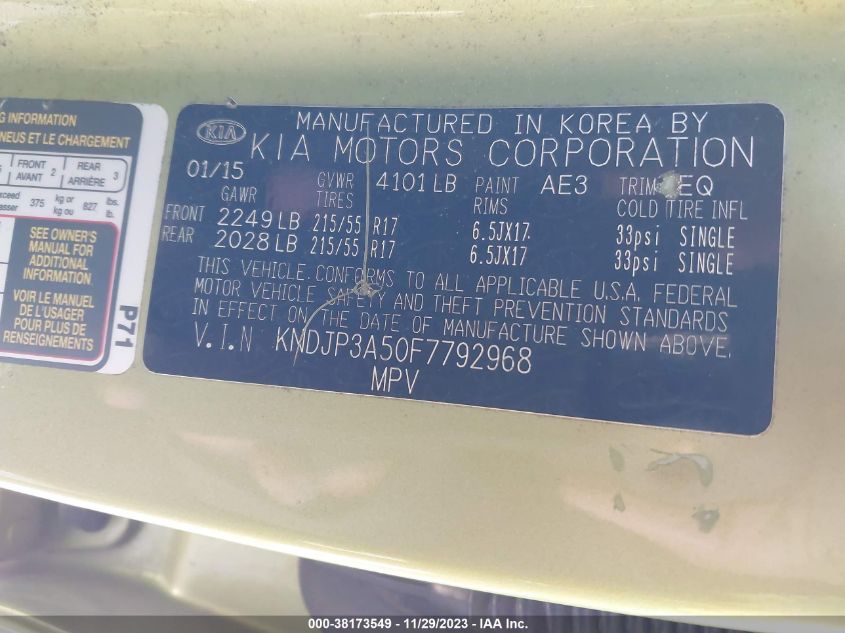 NG INFORMATION
NEUS ET LE CHARGEMENT
FRONT AVANT 2 REAR ARRIÈRE 3
375 kg or kg ou 827 lbs. lb.
SEE OWNER'S
MANUAL FOR
ADDITIONAL
INFORMATION
VOIR LE MANUEL
DE L'USAGER
POUR PLUS DE
RENSEIGNEMENTS
P71
KIA
MANUFACTURED IN KOREA BY
KIA MOTORS CORPORATION
01/15 GVWR 4101 LB PAINT AE3 TRIM EQ
GAWR TIRES RIMS COLD TIRE INFL
FRONT 2249 LB 215/55 R17 6.5JX17 33psi SINGLE
REAR 2028 LB 215/55 R17 6.5JX17 33psi SINGLE
THIS VEHICLE CONFORMS TO ALL APPLICABLE U.S.A. FEDERAL
MOTOR VEHICLE SAFETY AND THEFT PREVENTION STANDARDS
IN EFFECT ON THE DATE OF MANUFACTURE SHOWN ABOVE.
V.I.N KNDJP3A50F7792968
MPV
000-38173549 - 11/29/2023 - IAA Inc.